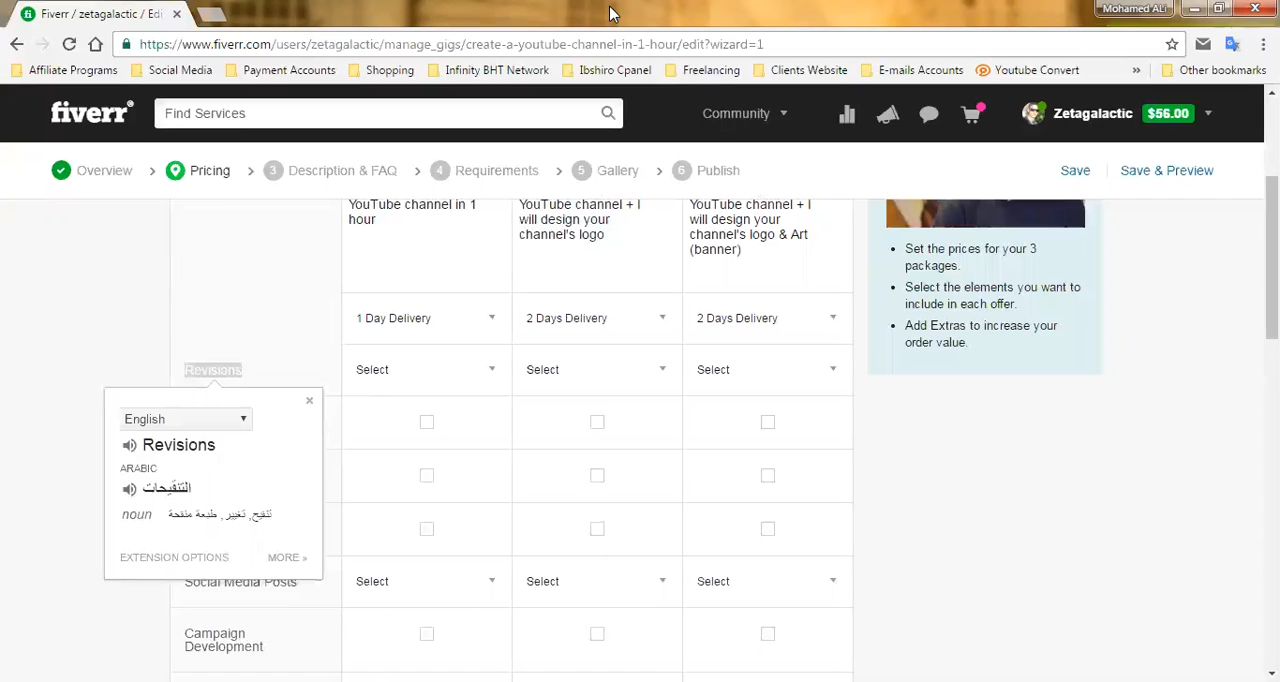 Fiverr / zetagalactic / Edi
Mohamed ALi
https://www.fiverr.com/users/zetagalactic/manage_gigs/create-a-youtube-channel-in-1-hour/edit?wizard=1
Affiliate Programs Social Media Payment Accounts Shopping Infinity BHT Network Ibshiro Cpanel Freelancing Clients Website E-mails Accounts Youtube Convert » Other bookmarks
fiverr® Find Services Community Zetagalactic $56.00
Overview Pricing 3 Description & FAQ 4 Requirements 5 Gallery 6 Publish Save Save & Preview
YouTube channel in 1
hour
YouTube channel + I
will design your
channel's logo
YouTube channel + I
will design your
channel's logo & Art
(banner)
Set the prices for your 3
packages.
Select the elements you want to
include in each offer.
Add Extras to increase your
order value.
1 Day Delivery 2 Days Delivery 2 Days Delivery
Revisions Select Select Select
English
Revisions
ARABIC
التنقيحات
noun تنقيح, تغيير, طبعة منقحة
EXTENSION OPTIONS MORE »
Social Media Posts Select Select Select
Campaign
Development